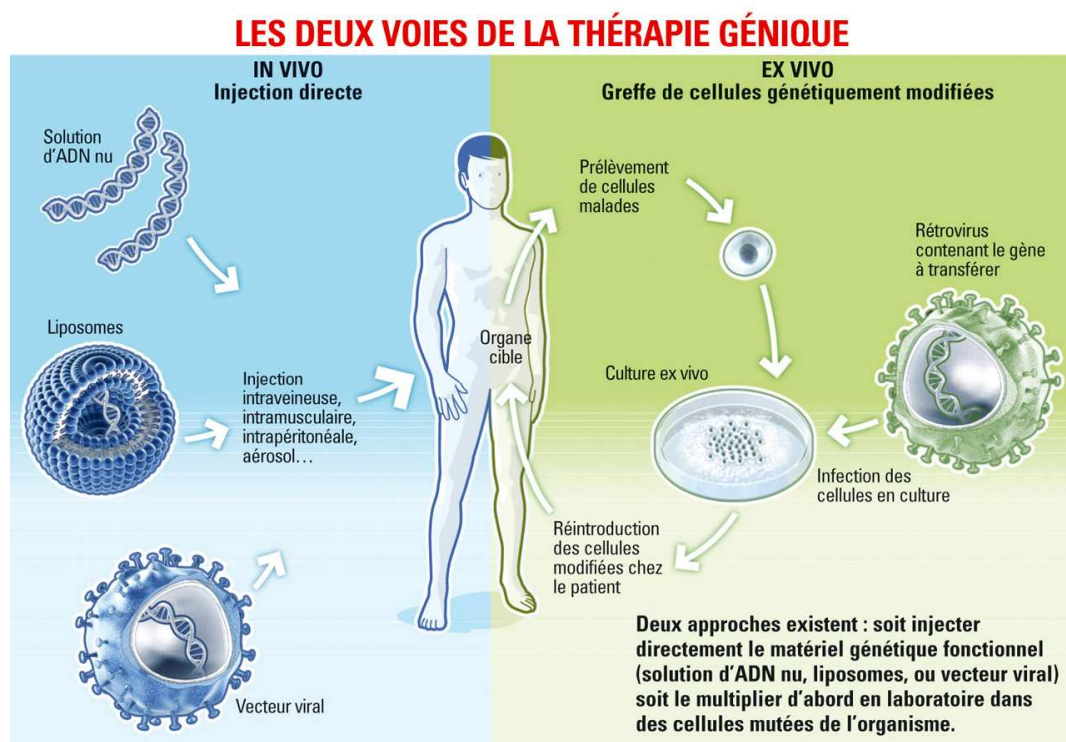 LES DEUX VOIES DE LA THÉRAPIE GÉNIQUE
IN VIVO
Injection directe
Solution
d'ADN nu
Liposomes
Injection
intraveineuse,
intramusculaire,
intrapéritonéale,
aérosol…
Vecteur viral
Organe
cible
EX VIVO
Greffe de cellules génétiquement modifiées
Prélèvement
de cellules
malades
Rétrovirus
contenant le gène
à transférer
Culture ex vivo
Infection des
cellules en culture
Réintroduction
des cellules
modifiées chez
le patient
Deux approches existent : soit injecter
directement le matériel génétique fonctionnel
(solution d'ADN nu, liposomes, ou vecteur viral)
soit le multiplier d'abord en laboratoire dans
des cellules mutées de l'organisme.